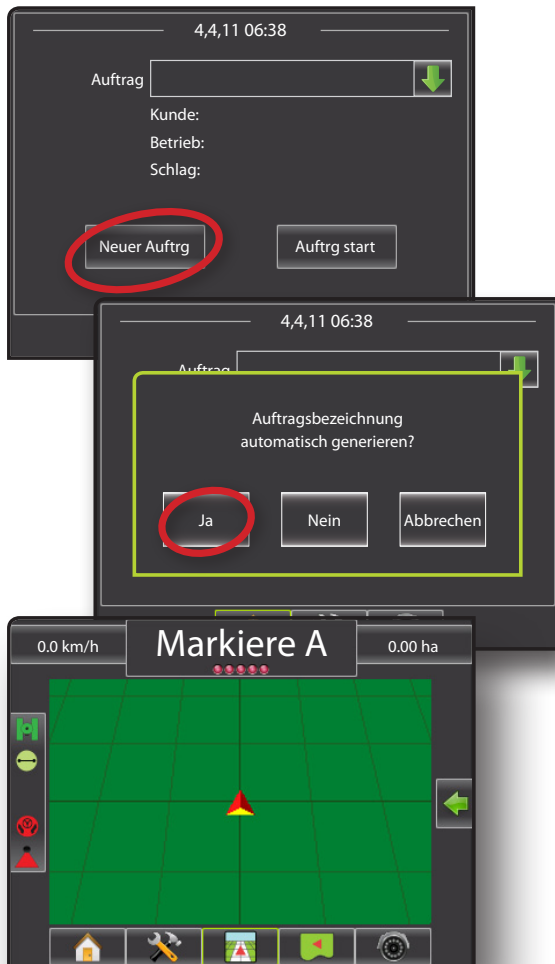 4,4,11 06:38
Auftrag
Kunde:
Betrieb:
Schlag:
Neuer Auftrg
Auftrg start
4,4,11 06:38
Auftrag
Auftragsbezeichnung
automatisch generieren?
Ja
Nein
Abbrechen
0.0 km/h
Markiere A
0.00 ha